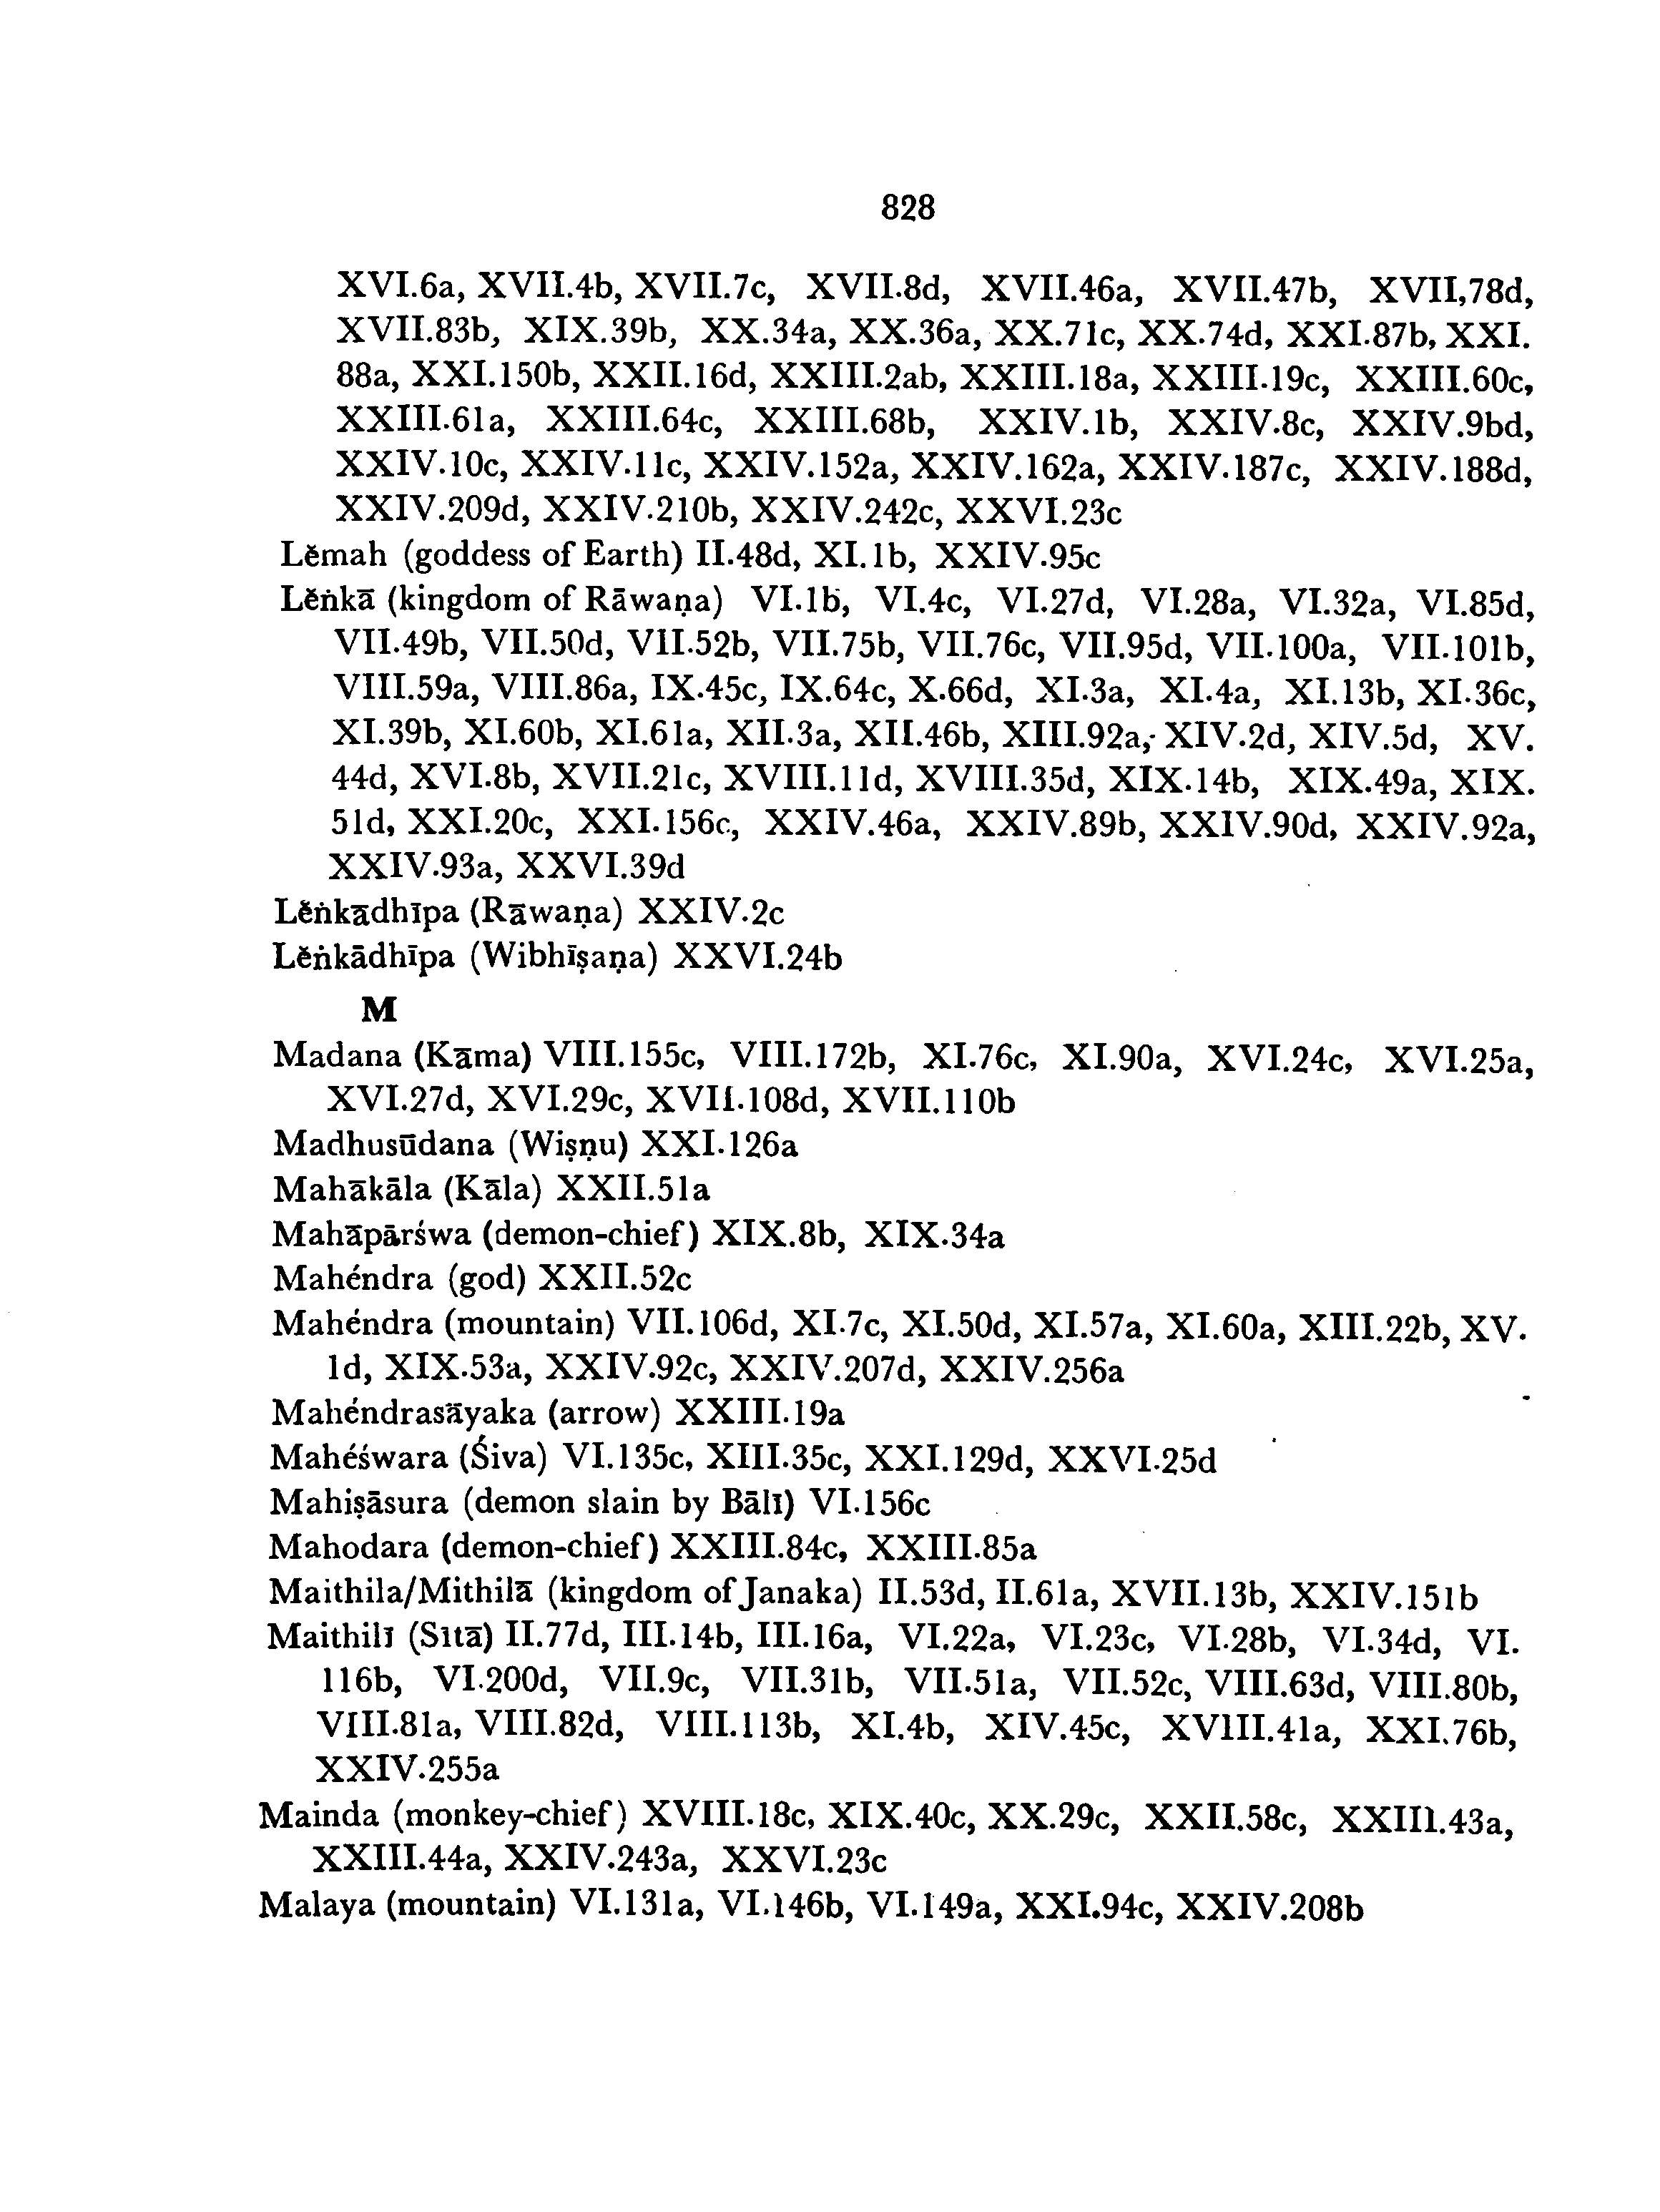 828
XVI.6a, XVII.4b, XVII.7c, XVII.8d, XVII.46a, XVII.47b, XVII,78d,
XVII.83b, XIX.39b, XX.34a, XX.36a, XX.71c, XX.74d, XXI.87b, XXI.
88a, XXI.150b, XXII.16d, XXIII.2ab, XXIII.18a, XXIII.19c, XXIII.60c,
XXIII.61a, XXIII.64c, XXIII.68b, XXIV.1b, XXIV.8c, XXIV.9bd,
XXIV.10c, XXIV.11c, XXIV.152a, XXIV.162a, XXIV.187c, XXIV.188d,
XXIV.209d, XXIV.210b, XXIV.242c, XXVI.23c
Lĕmah (goddess of Earth) II.48d, XI.1b, XXIV.95c
Lĕṅkā (kingdom of Rāwaṇa) VI.1b, VI.4c, VI.27d, VI.28a, VI.32a, VI.85d,
VII.49b, VII.50d, VII.52b, VII.75b, VII.76c, VII.95d, VII.100a, VII.101b,
VIII.59a, VIII.86a, IX.45c, IX.64c, X.66d, XI.3a, XI.4a, XI.13b, XI.36c,
XI.39b, XI.60b, XI.61a, XII.3a, XII.46b, XIII.92a, XIV.2d, XIV.5d, XV.
44d, XVI.8b, XVII.21c, XVIII.11d, XVIII.35d, XIX.14b, XIX.49a, XIX.
51d, XXI.20c, XXI.156c, XXIV.46a, XXIV.89b, XXIV.90d, XXIV.92a,
XXIV.93a, XXVI.39d
Lĕṅkādhīpa (Rāwaṇa) XXIV.2c
Lĕṅkādhīpa (Wibhīṣaṇa) XXVI.24b
M
Madana (Kāma) VIII.155c, VIII.172b, XI.76c, XI.90a, XVI.24c, XVI.25a,
XVI.27d, XVI.29c, XVII.108d, XVII.110b
Madhusūdana (Wiṣṇu) XXI.126a
Mahākāla (Kāla) XXII.51a
Mahāpārśwa (demon-chief) XIX.8b, XIX.34a
Mahéndra (god) XXII.52c
Mahéndra (mountain) VII.106d, XI.7c, XI.50d, XI.57a, XI.60a, XIII.22b, XV.
1d, XIX.53a, XXIV.92c, XXIV.207d, XXIV.256a
Mahéndrasāyaka (arrow) XXIII.19a
Mahéśwara (Śiva) VI.135c, XIII.35c, XXI.129d, XXVI.25d
Mahiṣāsura (demon slain by Bālī) VI.156c
Mahodara (demon-chief) XXIII.84c, XXIII.85a
Maithila/Mithilā (kingdom of Janaka) II.53d, II.61a, XVII.13b, XXIV.151b
Maithilī (Sītā) II.77d, III.14b, III.16a, VI.22a, VI.23c, VI.28b, VI.34d, VI.
116b, VI.200d, VII.9c, VII.31b, VII.51a, VII.52c, VIII.63d, VIII.80b,
VIII.81a, VIII.82d, VIII.113b, XI.4b, XIV.45c, XVIII.41a, XXI.76b,
XXIV.255a
Mainda (monkey-chief) XVIII.18c, XIX.40c, XX.29c, XXII.58c, XXIII.43a,
XXIII.44a, XXIV.243a, XXVI.23c
Malaya (mountain) VI.131a, VI.146b, VI.149a, XXI.94c, XXIV.208b